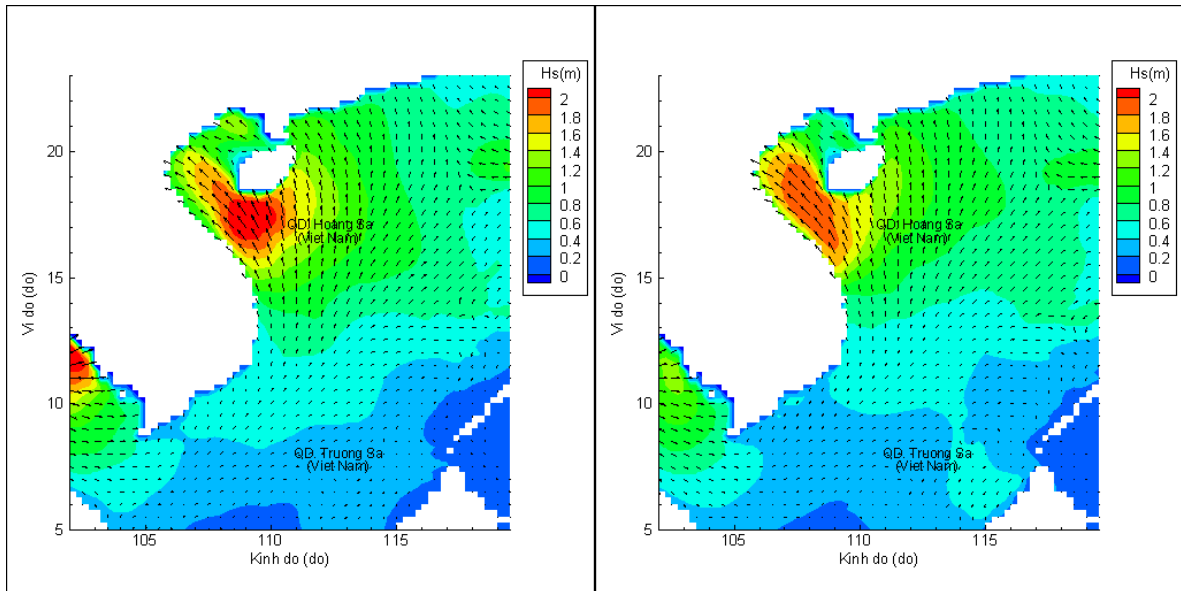 Hs(m)
2
1.8
1.6
1.4
1.2
1
0.8
0.6
0.4
0.2
0
20
15
10
5
105
110
115
Vi do (do)
Kinh do (do)
QD. Hoang Sa
(Viet Nam)
QD. Truong Sa
(Viet Nam)
Hs(m)
2
1.8
1.6
1.4
1.2
1
0.8
0.6
0.4
0.2
0
20
15
10
5
105
110
115
Vi do (do)
Kinh do (do)
QD. Hoang Sa
(Viet Nam)
QD. Truong Sa
(Viet Nam)